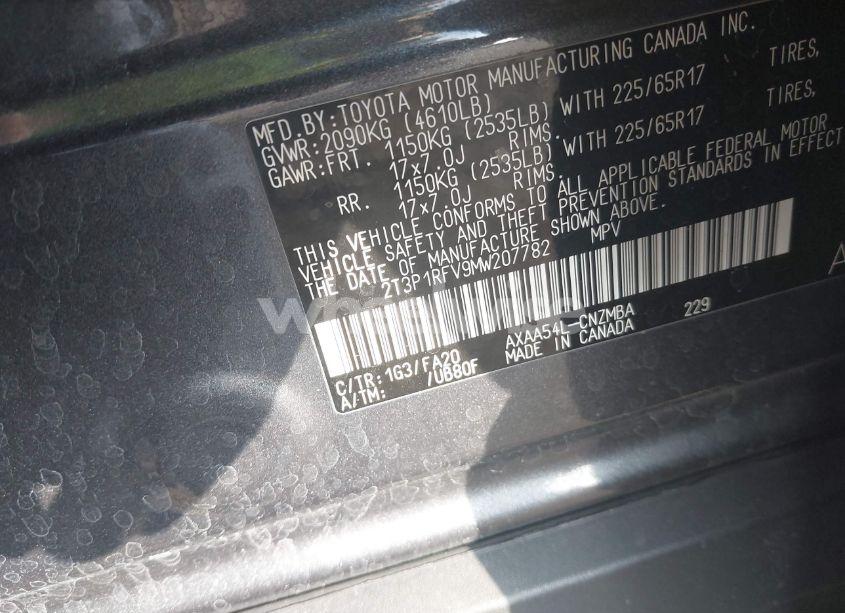 MFD.BY:TOYOTA MOTOR MANUFACTURING CANADA INC.
GVWR:2090KG (4610LB)
GAWR:FRT. 1150KG (2535LB) WITH 225/65R17 TIRES,
17x7.0J RIMS.
RR. 1150KG (2535LB) WITH 225/65R17 TIRES,
17x7.0J RIMS.
THIS VEHICLE CONFORMS TO ALL APPLICABLE FEDERAL MOTOR
VEHICLE SAFETY AND THEFT PREVENTION STANDARDS IN EFFECT
THE DATE OF MANUFACTURE SHOWN ABOVE.
2T3P1RFV9MW207782 MPV
A
C/TR: 1G3/FA20 AXAA54L-CNZMBA 229
A/TM: /U680F MADE IN CANADA